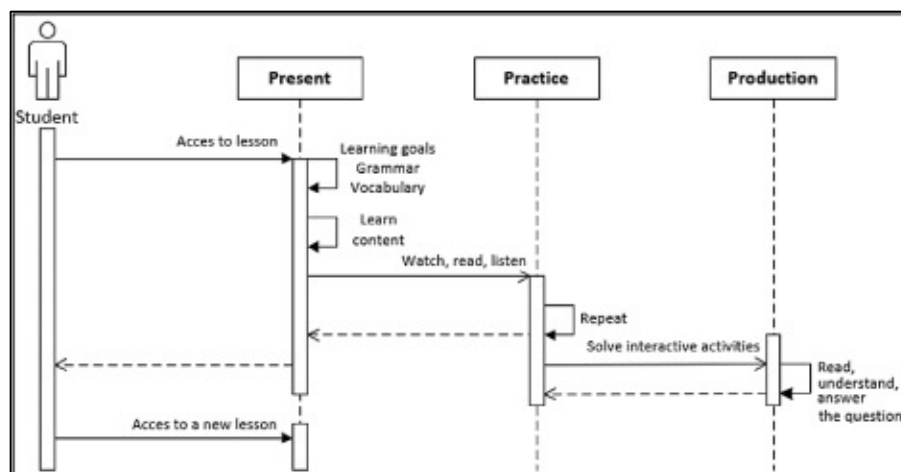 Student
Present
Practice
Production
Acces to lesson
Learning goals
Grammar
Vocabulary
Learn
content
Watch, read, listen
Repeat
Solve interactive activities
Read,
understand,
answer
the question
Acces to a new lesson